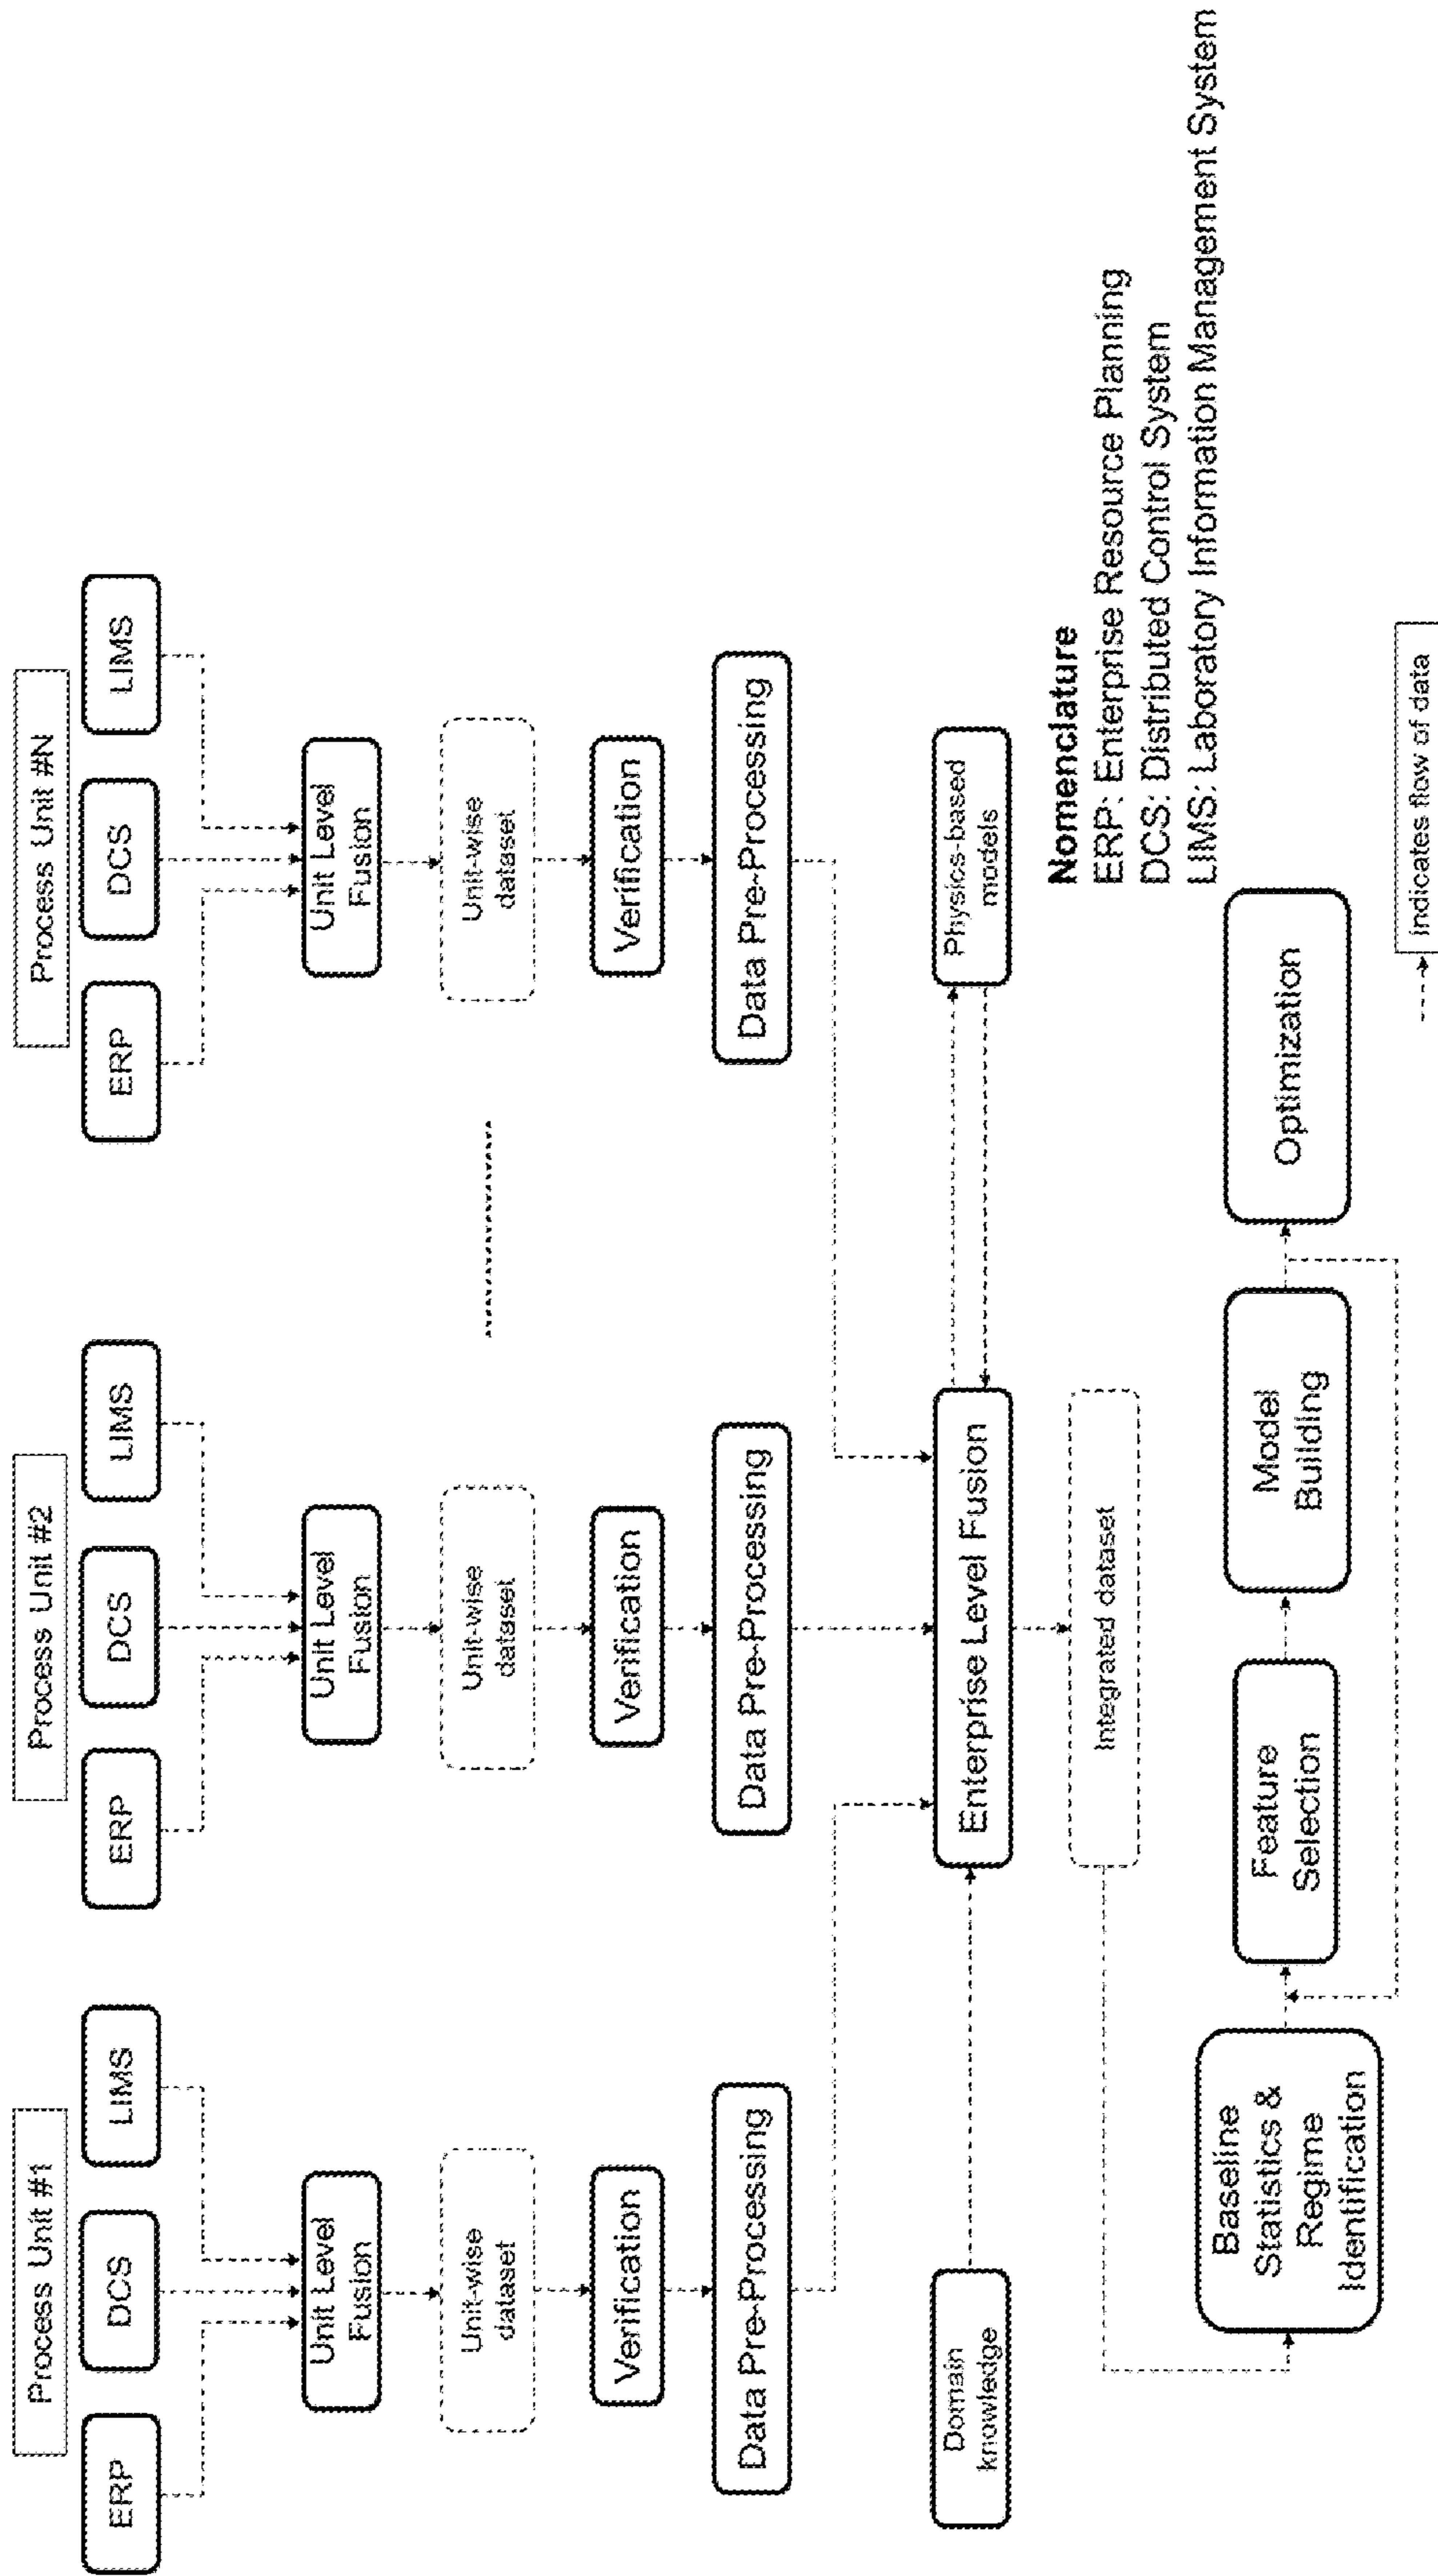 Process Unit #1
Process Unit #2
Process Unit #N
ERP
DCS
LIMS
ERP
DCS
LIMS
ERP
DCS
LIMS
Unit Level
Fusion
Unit Level
Fusion
Unit Level
Fusion
Unit-wise
dataset
Unit-wise
dataset
Unit-wise
dataset
Verification
Verification
Verification
Data Pre-Processing
Data Pre-Processing
Data Pre-Processing
Domain
knowledge
Enterprise Level Fusion
Physics-based
models
Integrated dataset
Nomenclature
ERP: Enterprise Resource Planning
DCS: Distributed Control System
LIMS: Laboratory Information Management System
Baseline
Statistics &
Regime
Identification
Feature
Selection
Model
Building
Optimization
Indicates flow of data